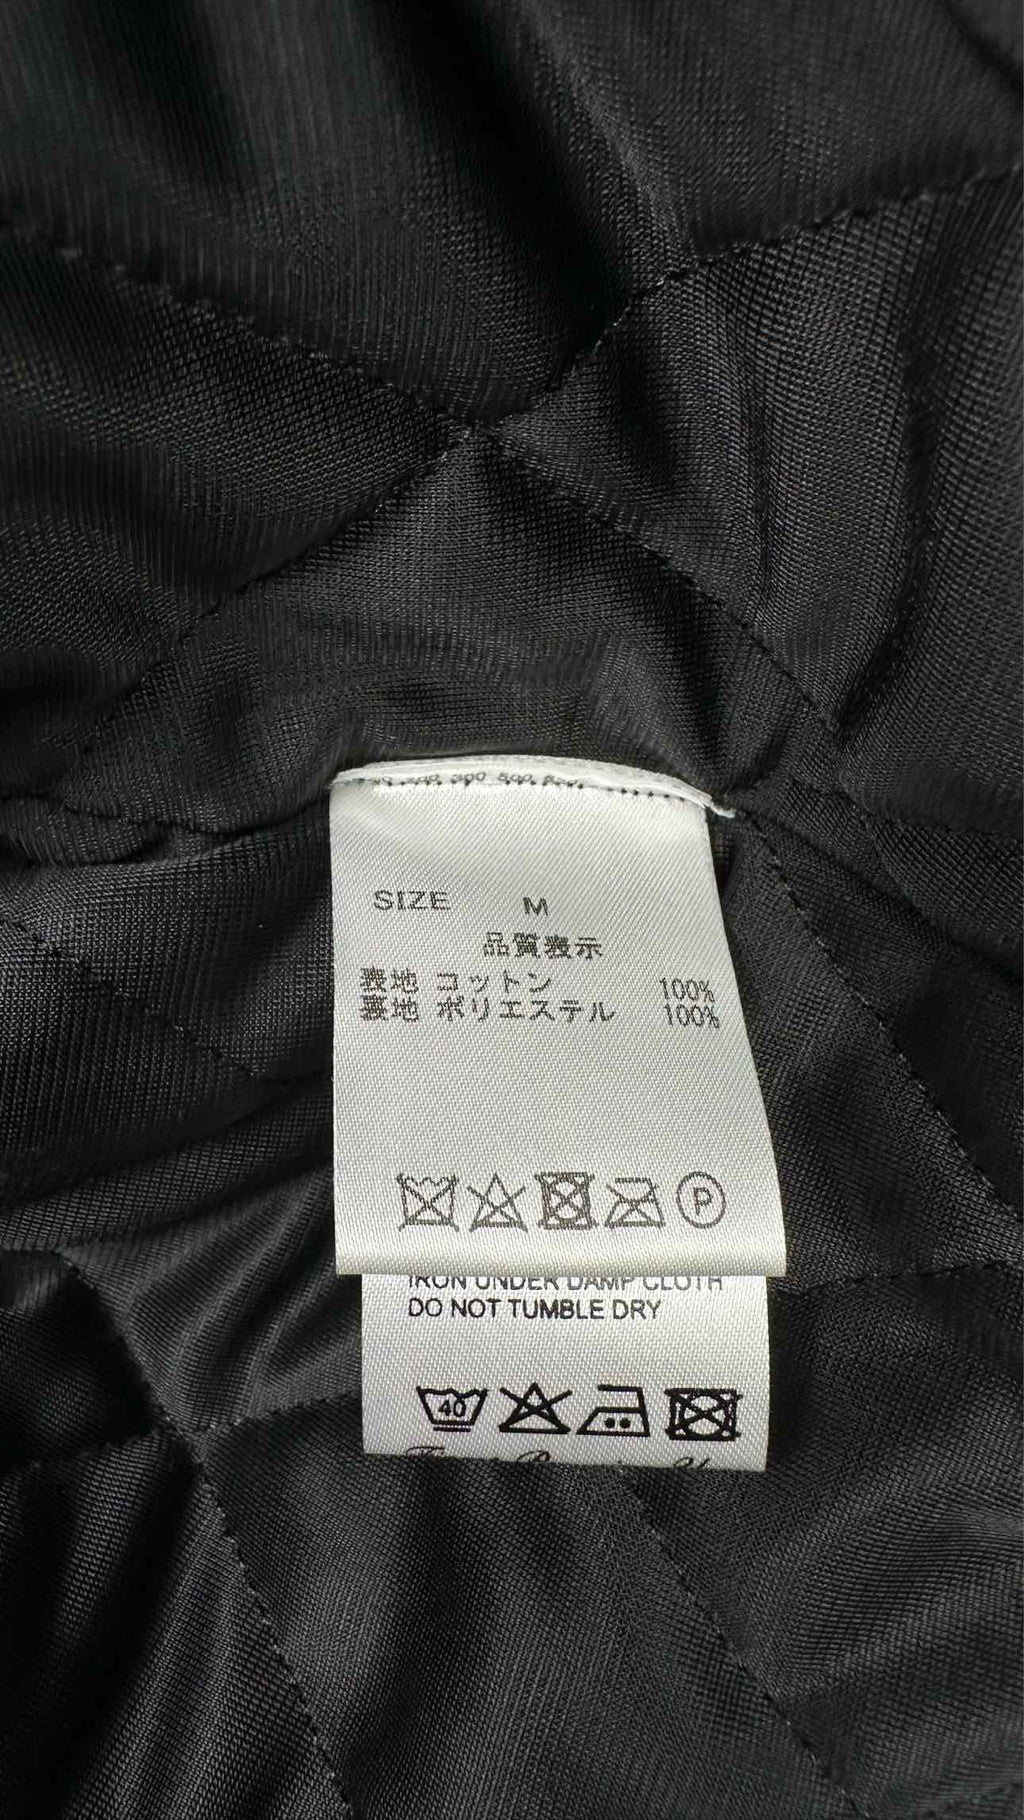 SIZE M
品質表示
表地 コットン 100%
裏地 ポリエステル 100%
P
IRON UNDER DAMP CLOTH
DO NOT TUMBLE DRY
40